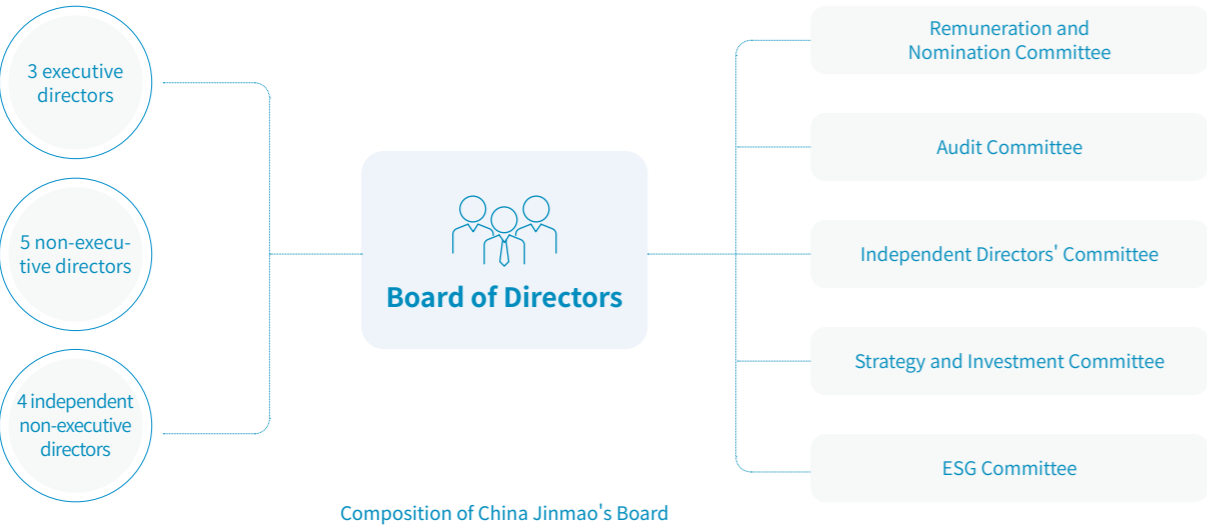 3 executive
directors
5 non-execu-
tive directors
4 independent
non-executive
directors
Board of Directors
Remuneration and
Nomination Committee
Audit Committee
Independent Directors' Committee
Strategy and Investment Committee
ESG Committee
Composition of China Jinmao's Board